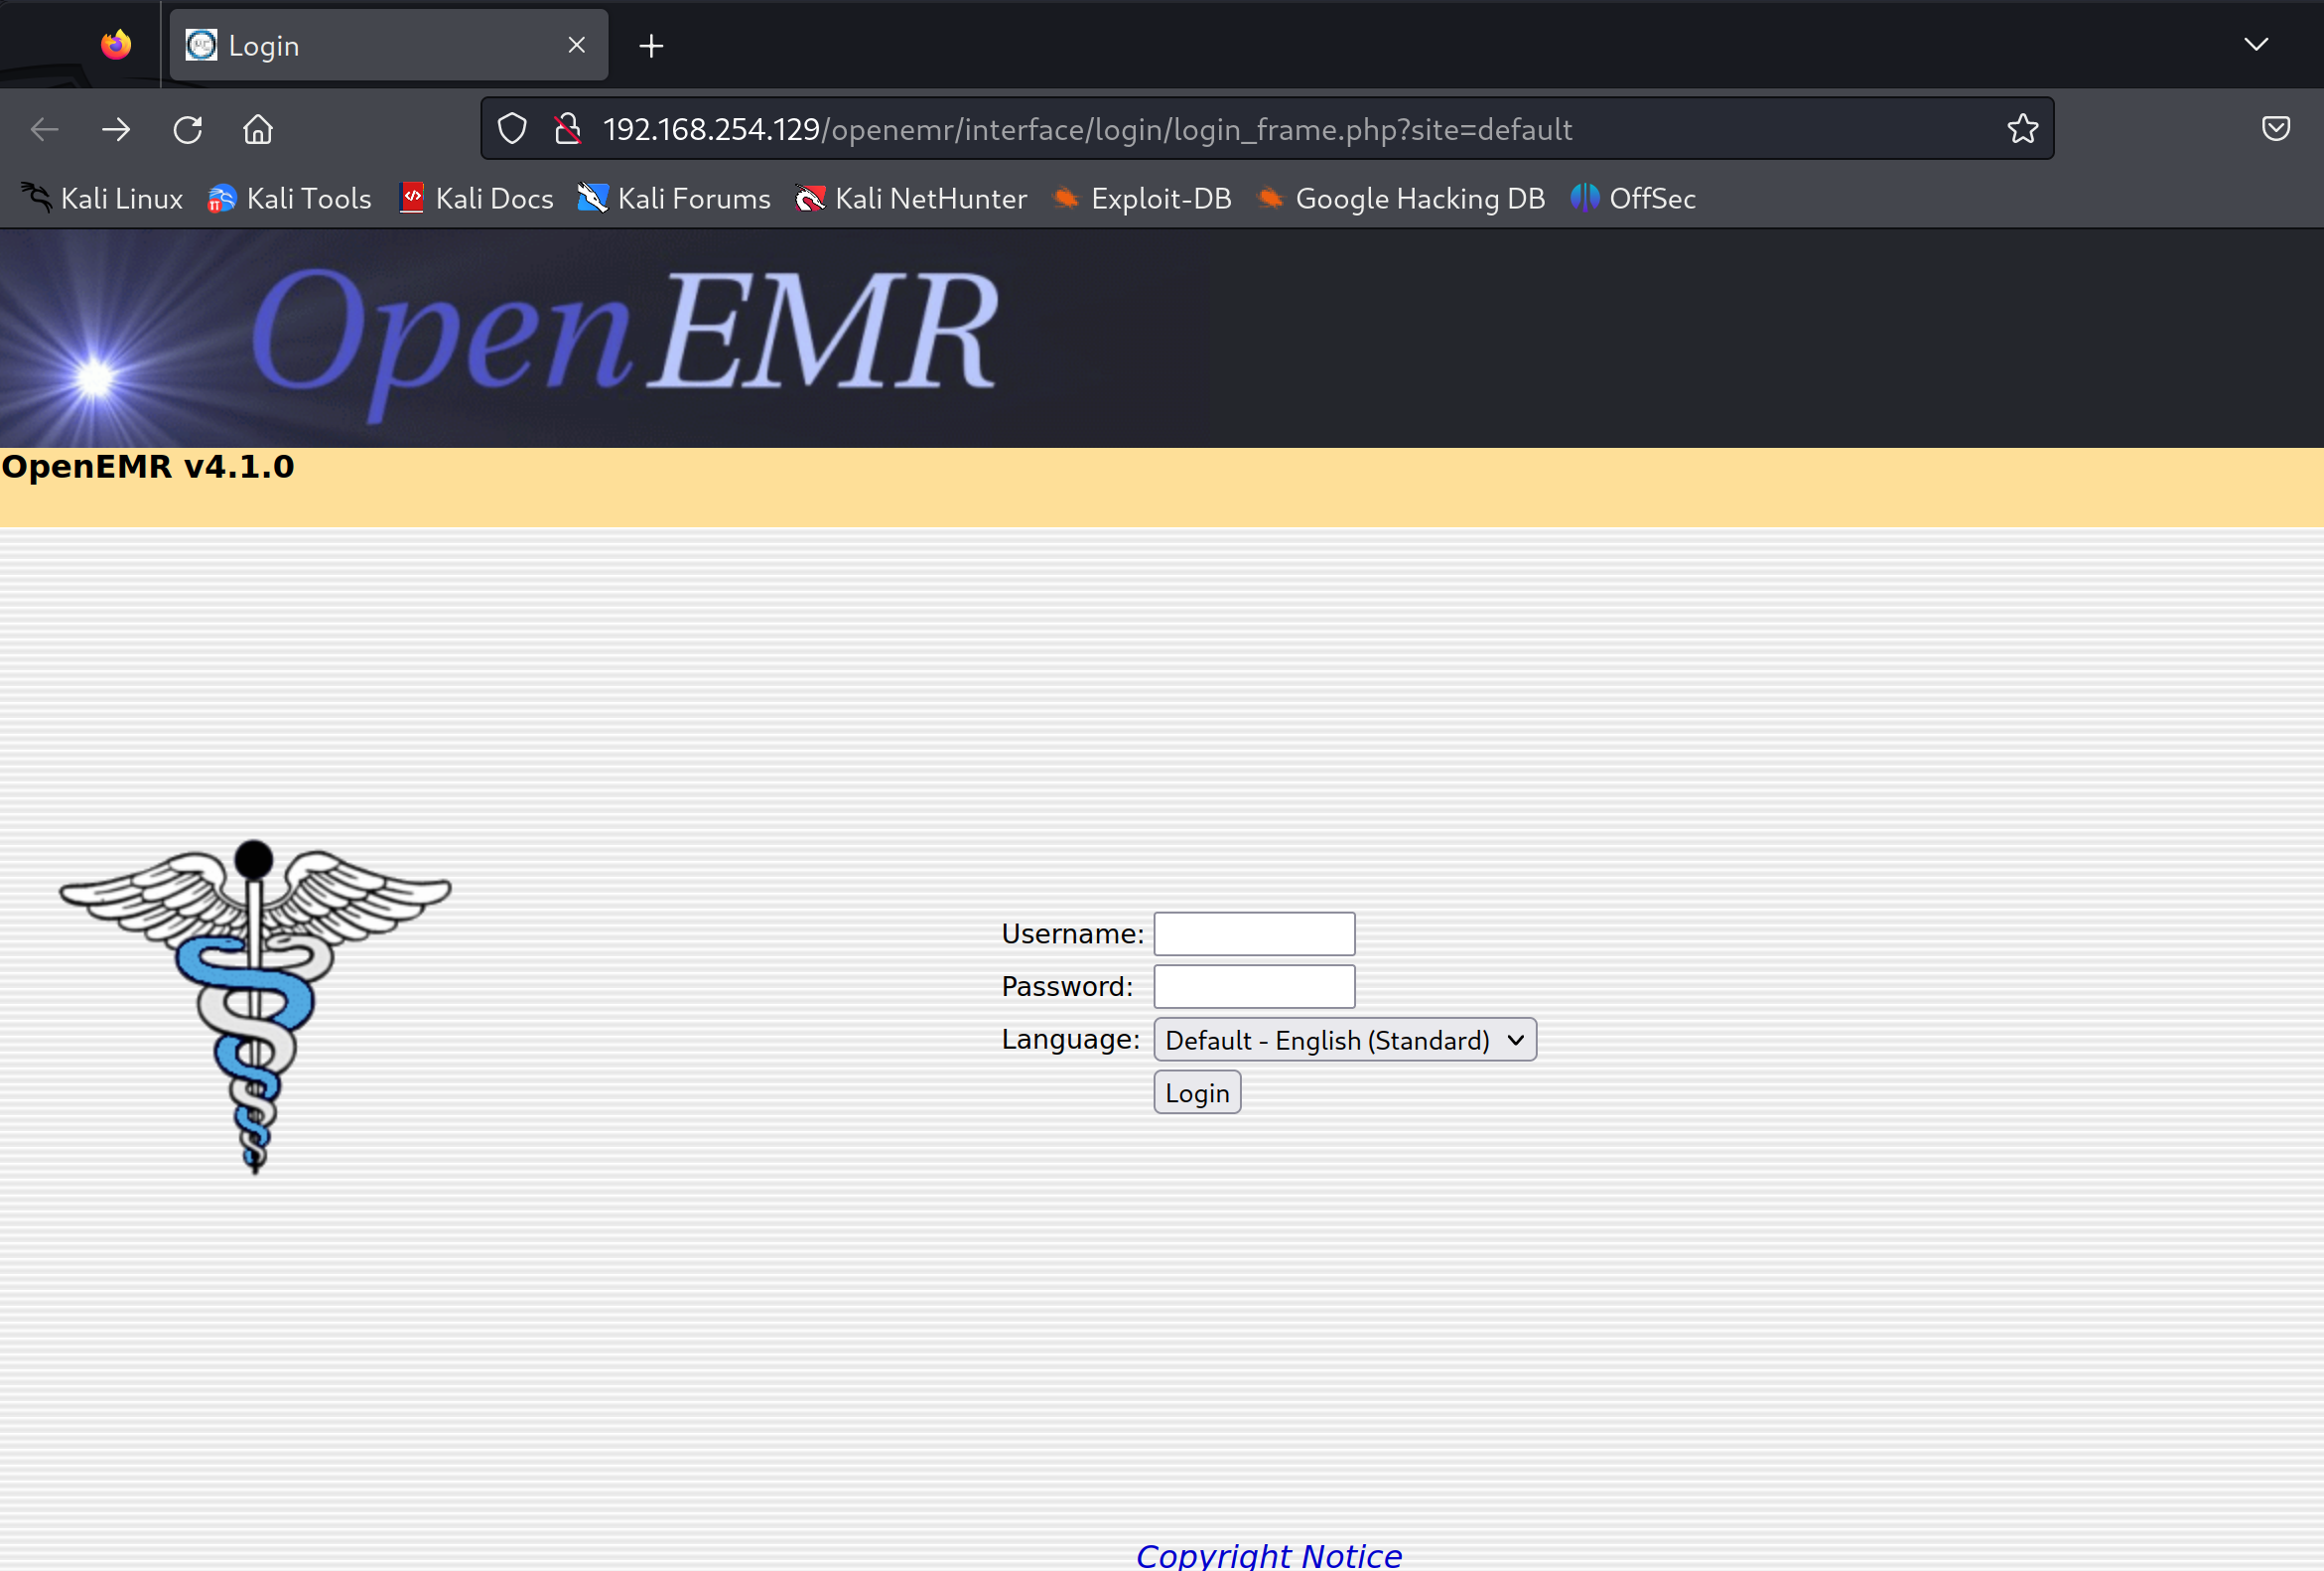 Login
192.168.254.129/openemr/interface/login/login_frame.php?site=default
Kali Linux Kali Tools Kali Docs Kali Forums Kali NetHunter Exploit-DB Google Hacking DB OffSec
OpenEMR
OpenEMR v4.1.0
Username:
Password:
Language: Default - English (Standard)
Login
Copyright Notice